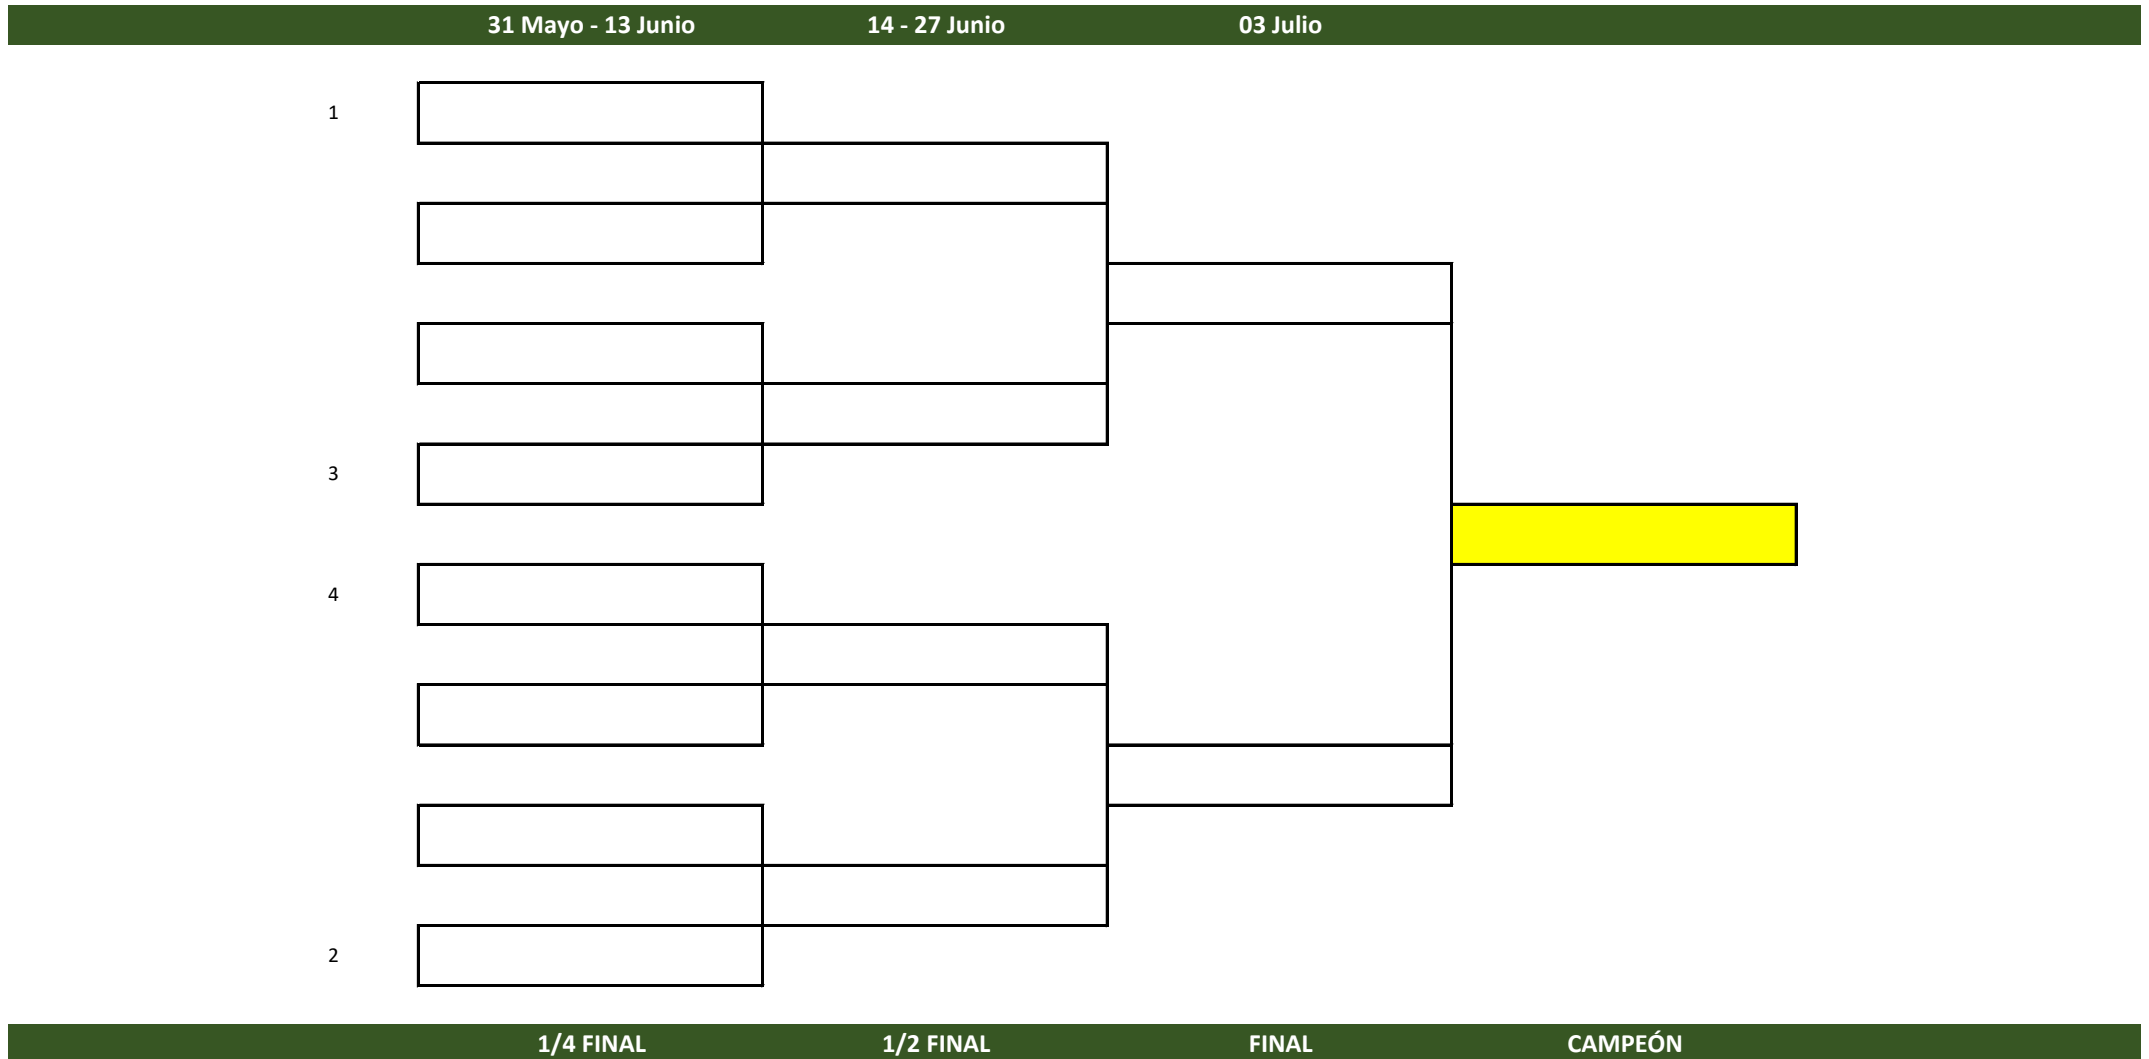 31 Mayo - 13 Junio 14 - 27 Junio 03 Julio
1
3
4
2
1/4 FINAL 1/2 FINAL FINAL CAMPEÓN